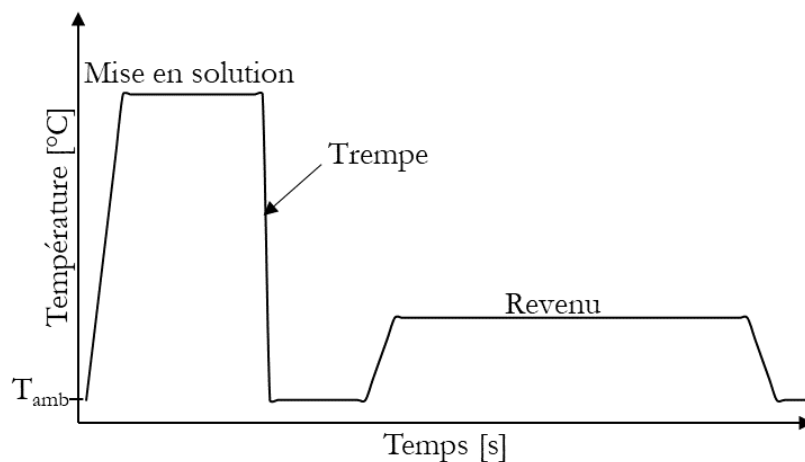 Mise en solution
Température [°C]
Trempe
Revenu
Tamb
Temps [s]